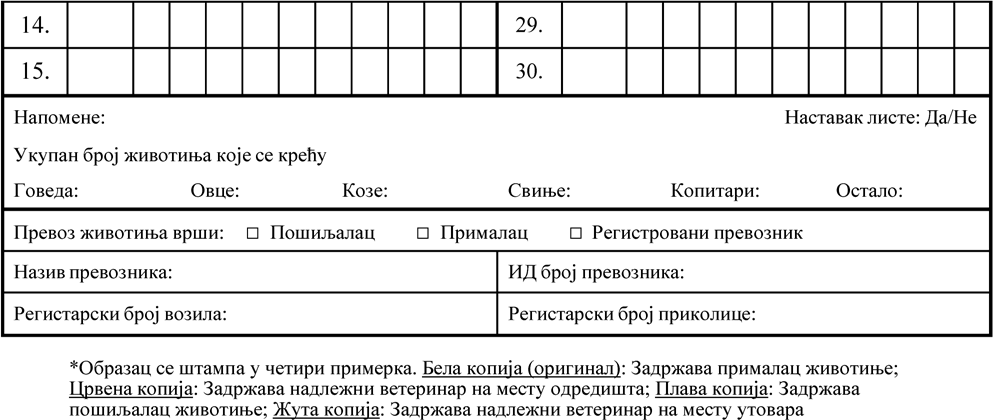 14. 29.
15. 30.
Напомене: Наставак листе: Да/Не
Укупан број животиња које се крећу
Говеда: Овце: Козе: Свиње: Копитари: Остало:
Превоз животиња врши: □ Пошиљалац □ Прималац □ Регистровани превозник
Назив превозника: ИД број превозника:
Регистарски број возила: Регистарски број приколице:
*Образац се штампа у четири примерка. Бела копија (оригинал): Задржава прималац животиње;
Црвена копија: Задржава надлежни ветеринар на месту одредишта; Плава копија: Задржава
пошиљалац животиње; Жута копија: Задржава надлежни ветеринар на месту утовара